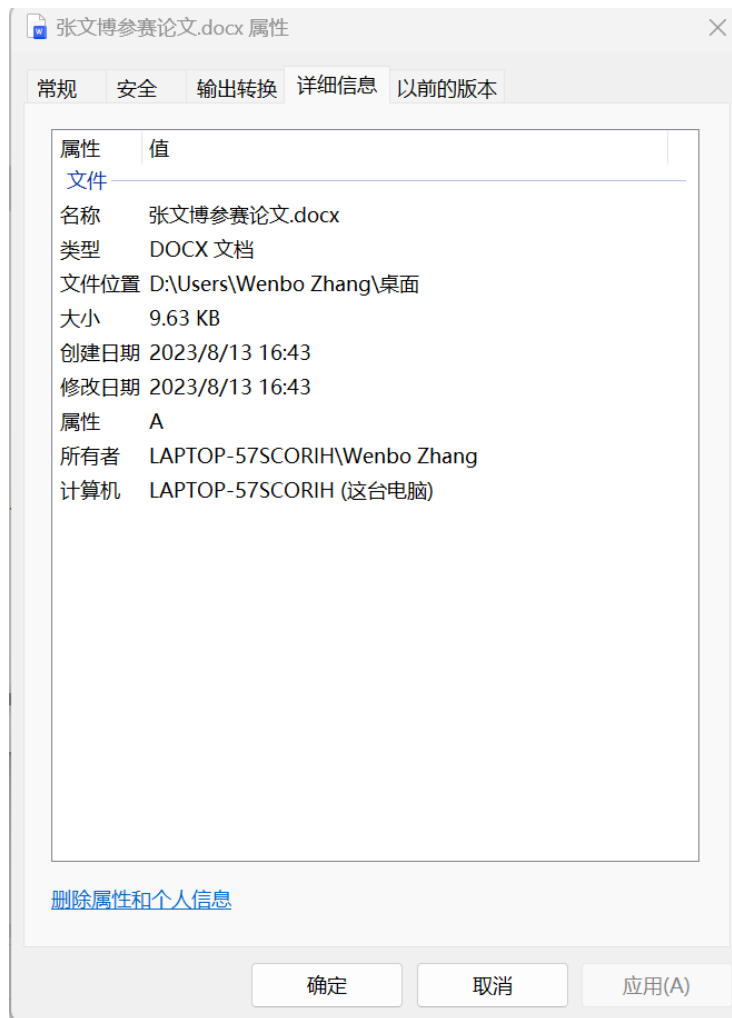 张文博参赛论文.docx 属性
常规 安全 输出转换 详细信息 以前的版本
属性 值
文件
名称 张文博参赛论文.docx
类型 DOCX 文档
文件位置 D:\Users\Wenbo Zhang\桌面
大小 9.63 KB
创建日期 2023/8/13 16:43
修改日期 2023/8/13 16:43
属性 A
所有者 LAPTOP-57SCORIH\Wenbo Zhang
计算机 LAPTOP-57SCORIH (这台电脑)
删除属性和个人信息
确定 取消 应用(A)